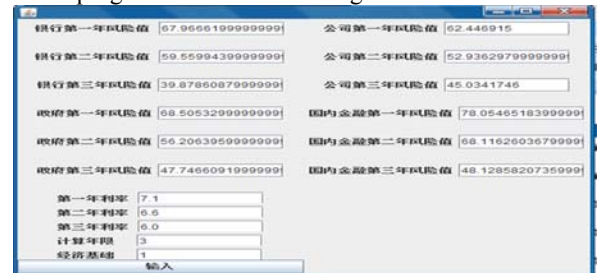 银行第一年风险值 67.9666199999999 公司第一年风险值 62.446915
银行第二年风险值 59.5599439999999 公司第二年风险值 52.9362979999999
银行第三年风险值 39.8786087999999 公司第三年风险值 45.0341746
政府第一年风险值 68.5053299999999 国内金融第一年风险值 78.0546518399999
政府第二年风险值 56.2063959999999 国内金融第二年风险值 68.1162603679999
政府第三年风险值 47.7466091999999 国内金融第三年风险值 48.1285820735999
第一年利率 7.1
第二年利率 6.6
第三年利率 6.0
计算年限 3
经济基础 1
输入